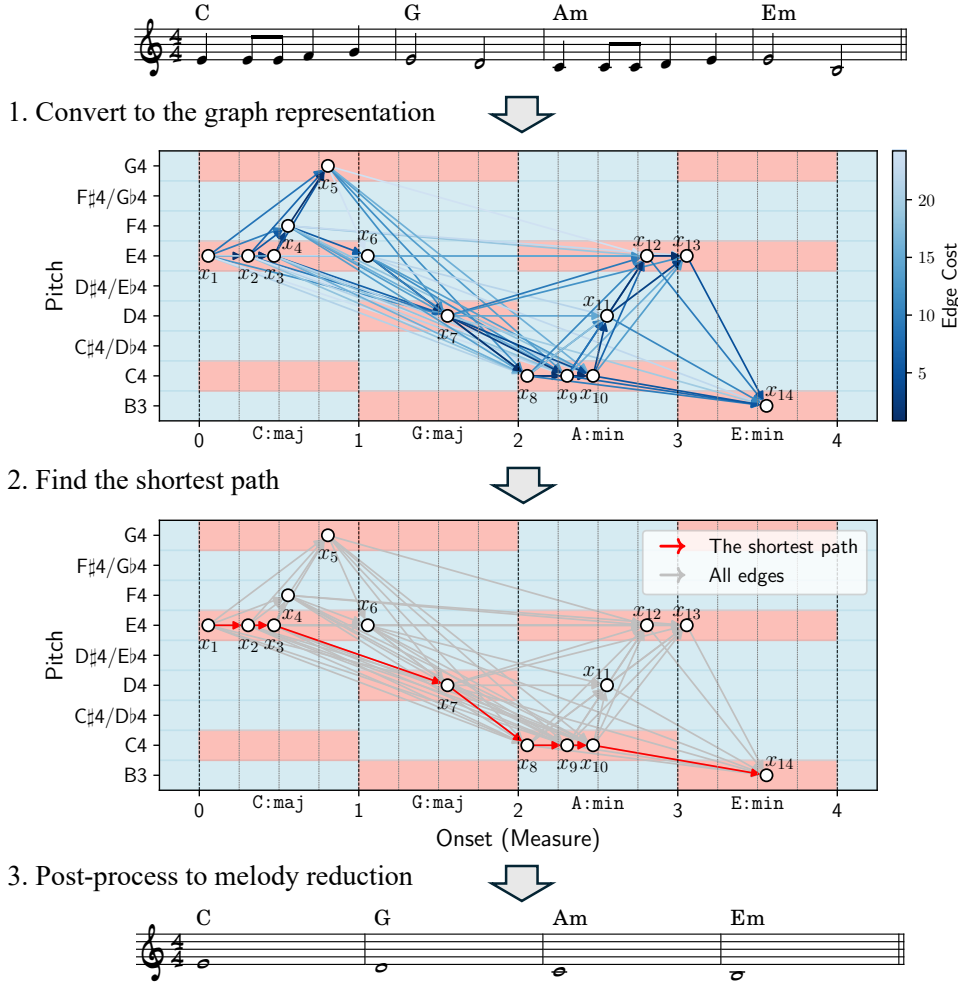 C G Am Em
4
4
1. Convert to the graph representation
G4
F♯4/G♭4
F4
E4
D♯4/E♭4
D4
C♯4/D♭4
C4
B3
Pitch
x1 x2 x3 x4 x5 x6 x7 x8 x9 x10 x11 x12 x13 x14
0 C:maj 1 G:maj 2 A:min 3 E:min 4
20
15
10
5
Edge Cost
2. Find the shortest path
G4
F♯4/G♭4
F4
E4
D♯4/E♭4
D4
C♯4/D♭4
C4
B3
Pitch
The shortest path
All edges
x1 x2 x3 x4 x5 x6 x7 x8 x9 x10 x11 x12 x13 x14
0 C:maj 1 G:maj 2 A:min 3 E:min 4
Onset (Measure)
3. Post-process to melody reduction
C G Am Em
4
4